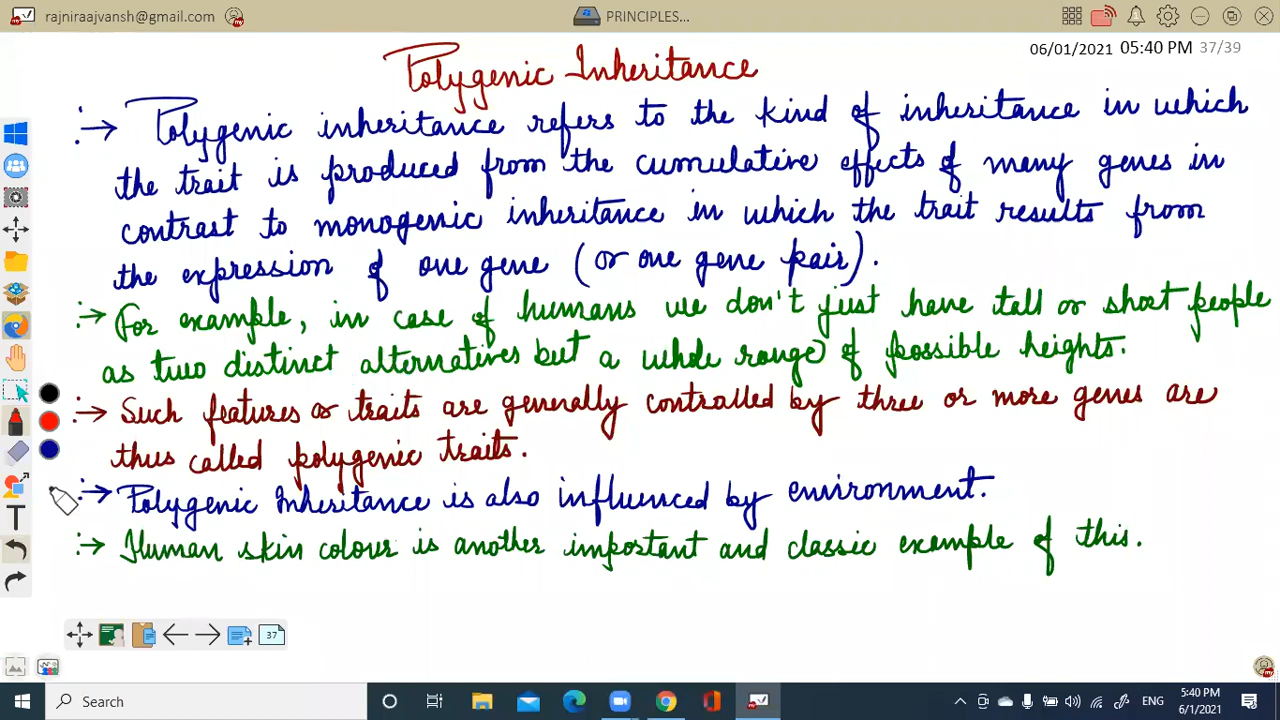 rajniraajvansh@gmail.com
PRINCIPLES...
06/01/2021 05:40 PM 37/39
Polygenic Inheritance
:→ Polygenic inheritance refers to the kind of inheritance in which
the trait is produced from the cumulative effects of many genes in
contrast to monogenic inheritance in which the trait results from
the expression of one gene (or one gene pair).
:→ For example, in case of humans we don't just have tall or short people
as two distinct alternatives but a whole range of possible heights.
:→ Such features or traits are generally controlled by three or more genes are
thus called polygenic traits.
:→ Polygenic Inheritance is also influenced by environment.
:→ Human skin colour is another important and classic example of this.
37
Search
ENG
5:40 PM
6/1/2021